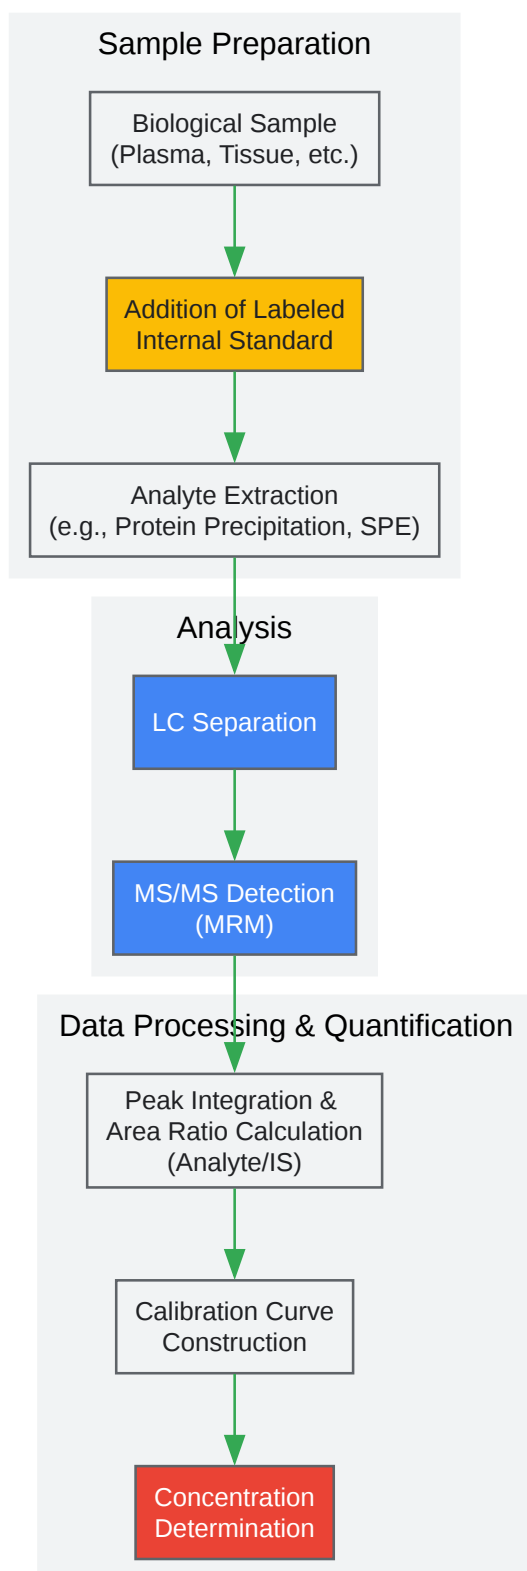 Sample Preparation
Biological Sample
(Plasma, Tissue, etc.)
Addition of Labeled
Internal Standard
Analyte Extraction
(e.g., Protein Precipitation, SPE)
Analysis
LC Separation
MS/MS Detection
(MRM)
Data Processing & Quantification
Peak Integration &
Area Ratio Calculation
(Analyte/IS)
Calibration Curve
Construction
Concentration
Determination